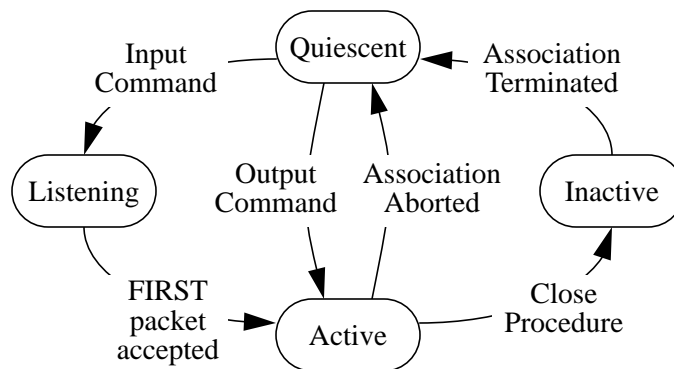 Quiescent
Input
Command
Association
Terminated
Listening
Output
Command
Association
Aborted
Inactive
FIRST
packet
accepted
Active
Close
Procedure